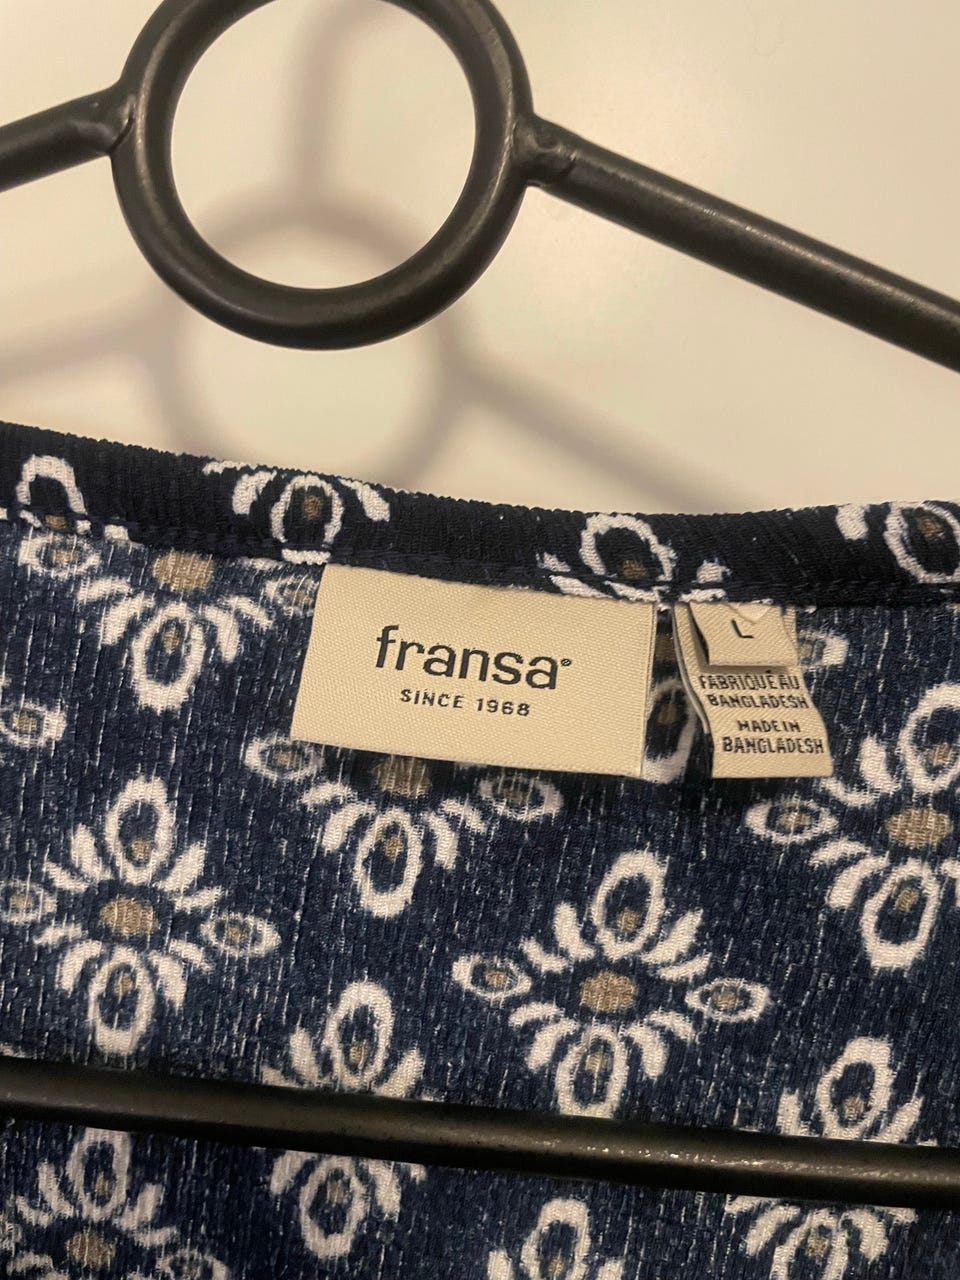 fransa®
SINCE 1968
L
FABRIQUÉ AU
BANGLADESH
MADE IN
BANGLADESH